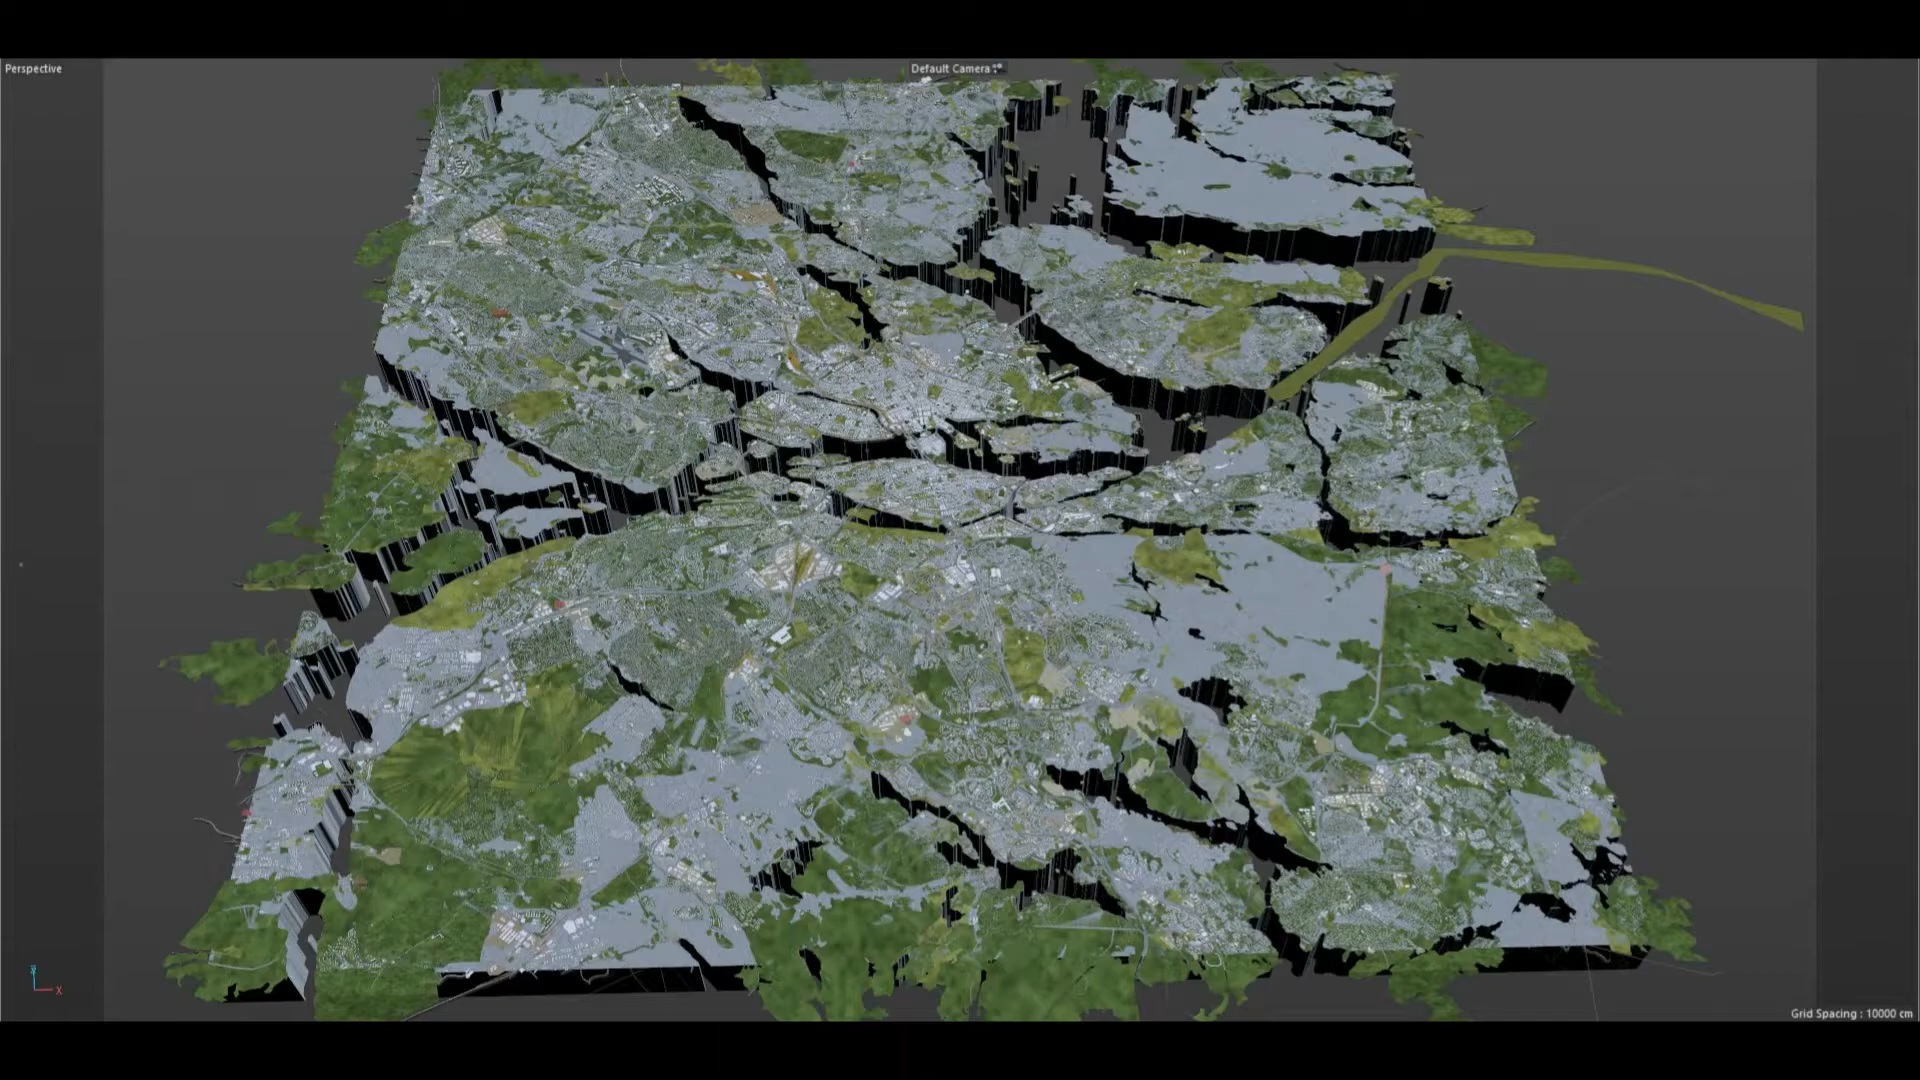 Perspective
Default Camera
Y
X
Grid Spacing : 10000 cm